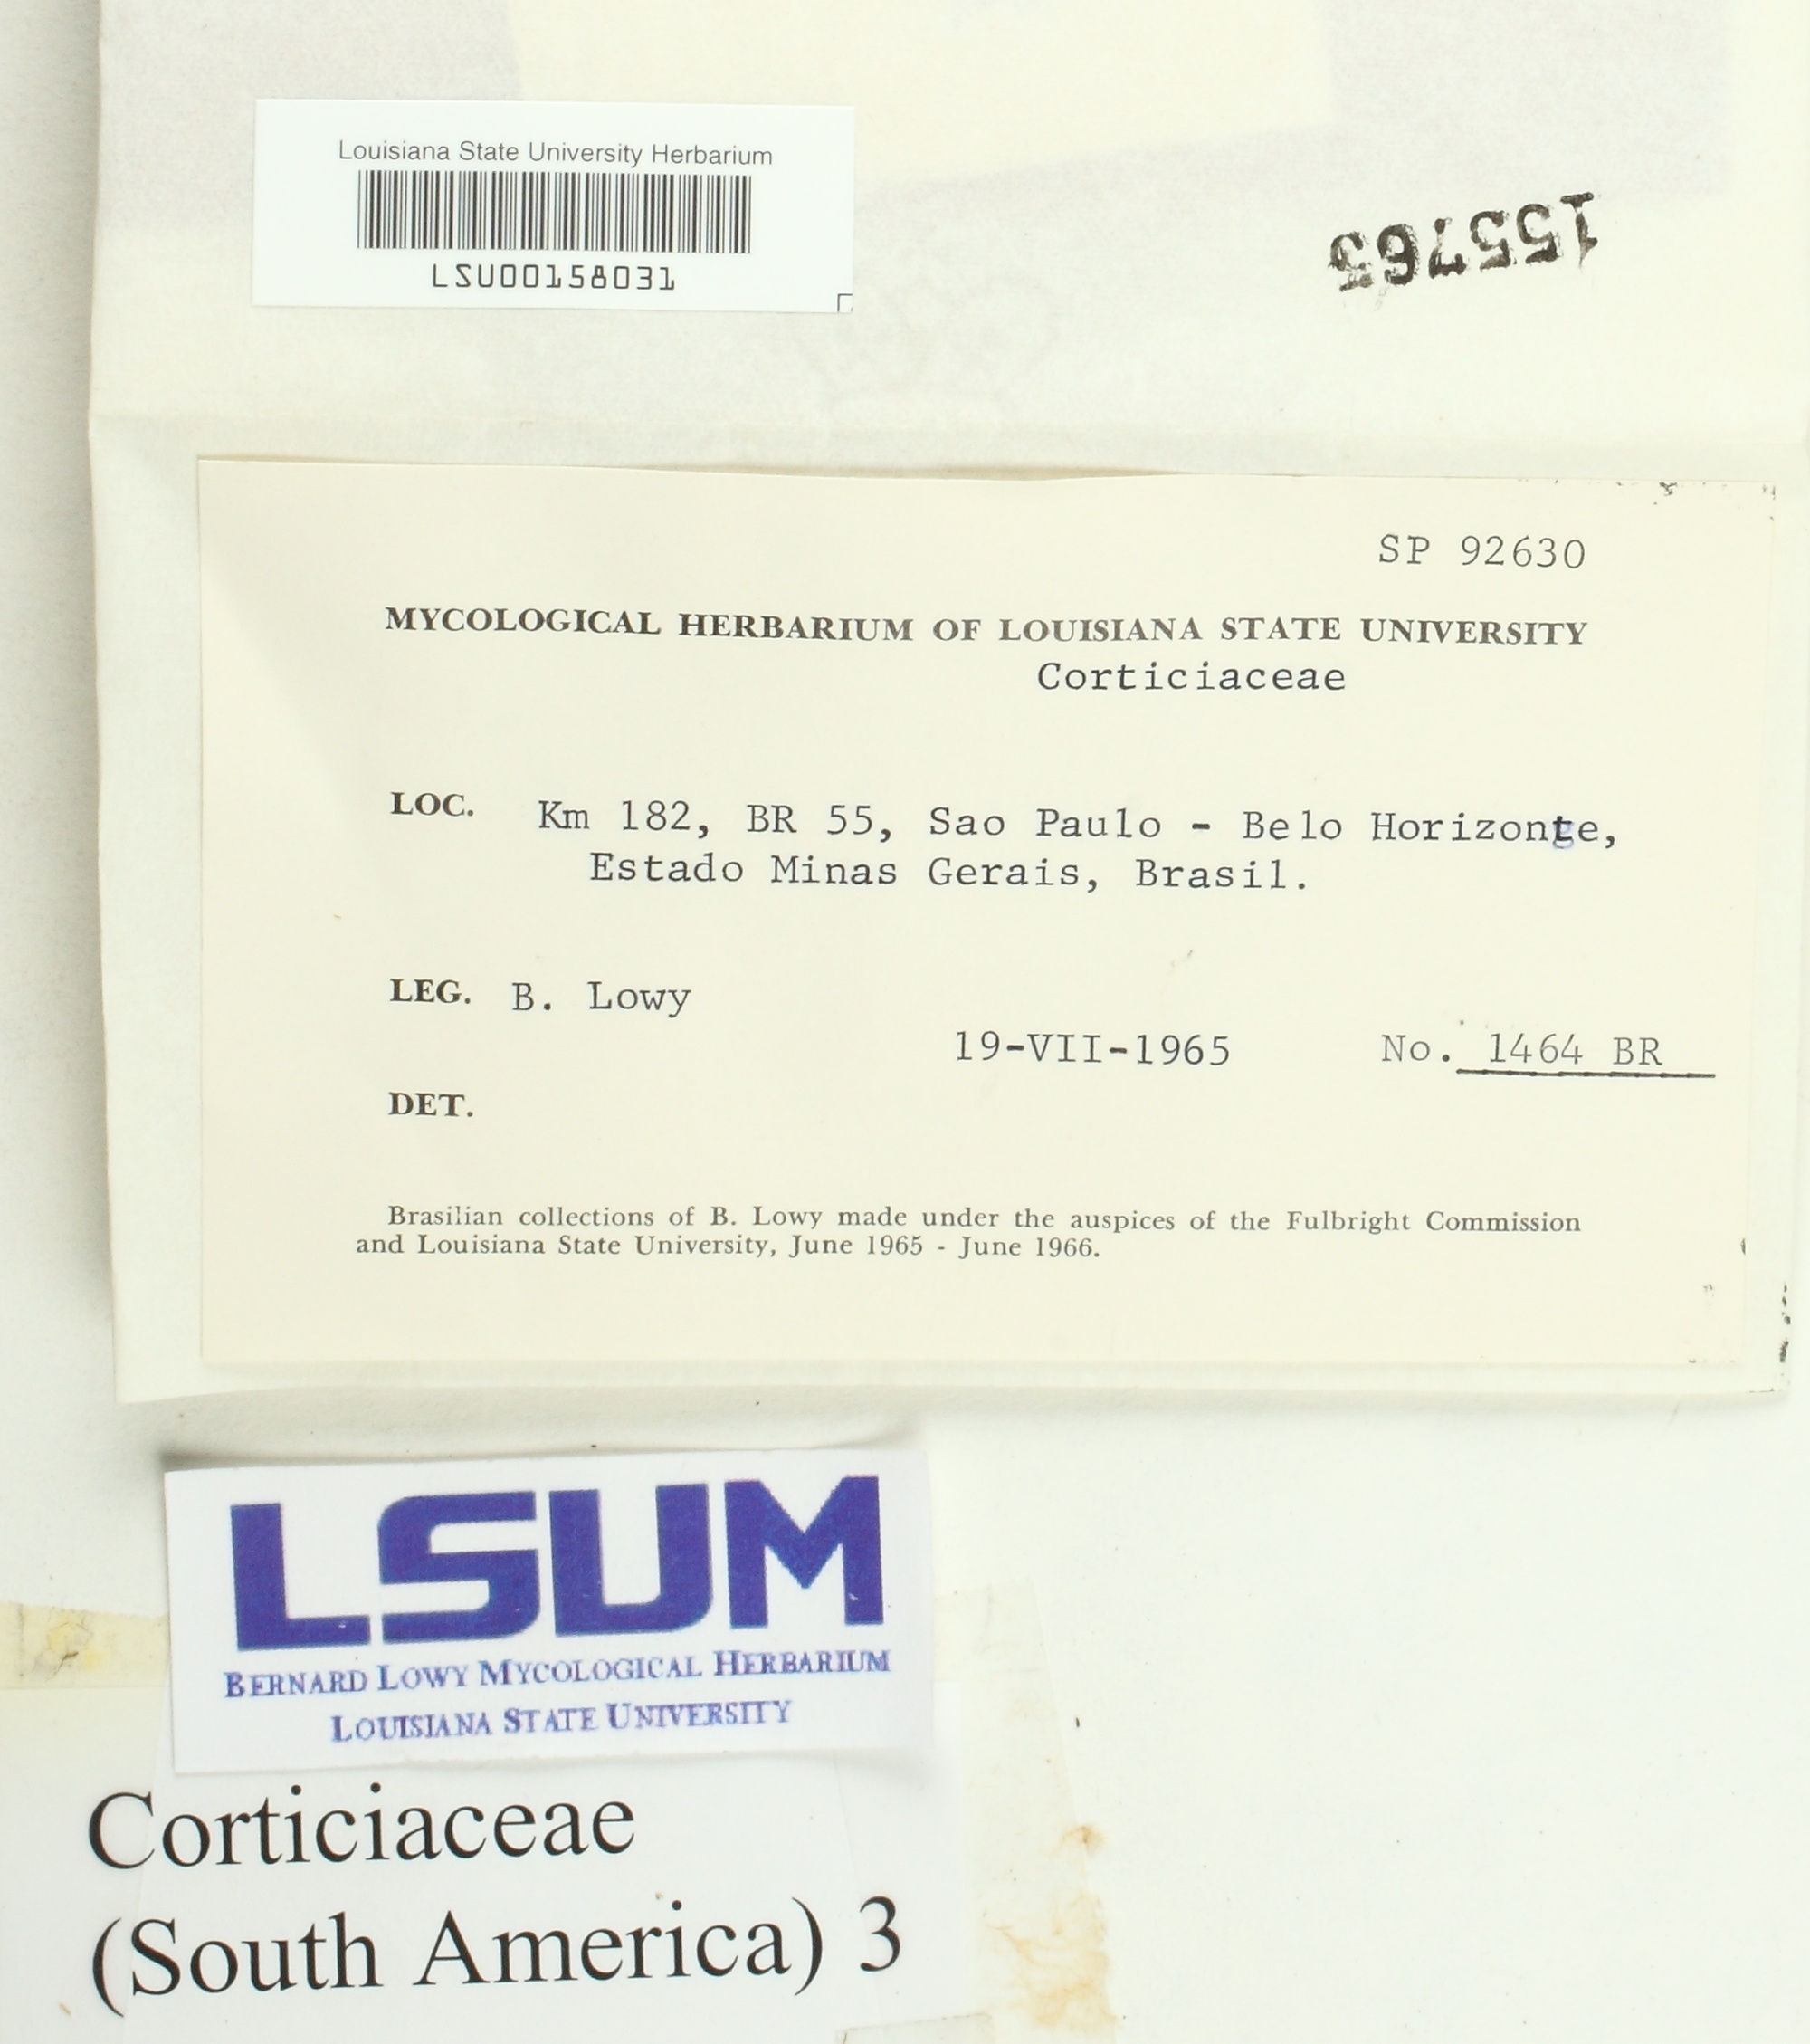 Louisiana State University Herbarium
LSU00158031
155763
SP 92630
MYCOLOGICAL HERBARIUM OF LOUISIANA STATE UNIVERSITY
Corticiaceae
LOC. Km 182, BR 55, Sao Paulo - Belo Horizonte,
Estado Minas Gerais, Brasil.
LEG. B. Lowy
19-VII-1965 No. 1464 BR
DET.
Brasilian collections of B. Lowy made under the auspices of the Fulbright Commission
and Louisiana State University, June 1965 - June 1966.
LSUM
BERNARD LOWY MYCOLOGICAL HERBARIUM
LOUISIANA STATE UNIVERSITY
Corticiaceae
(South America) 3